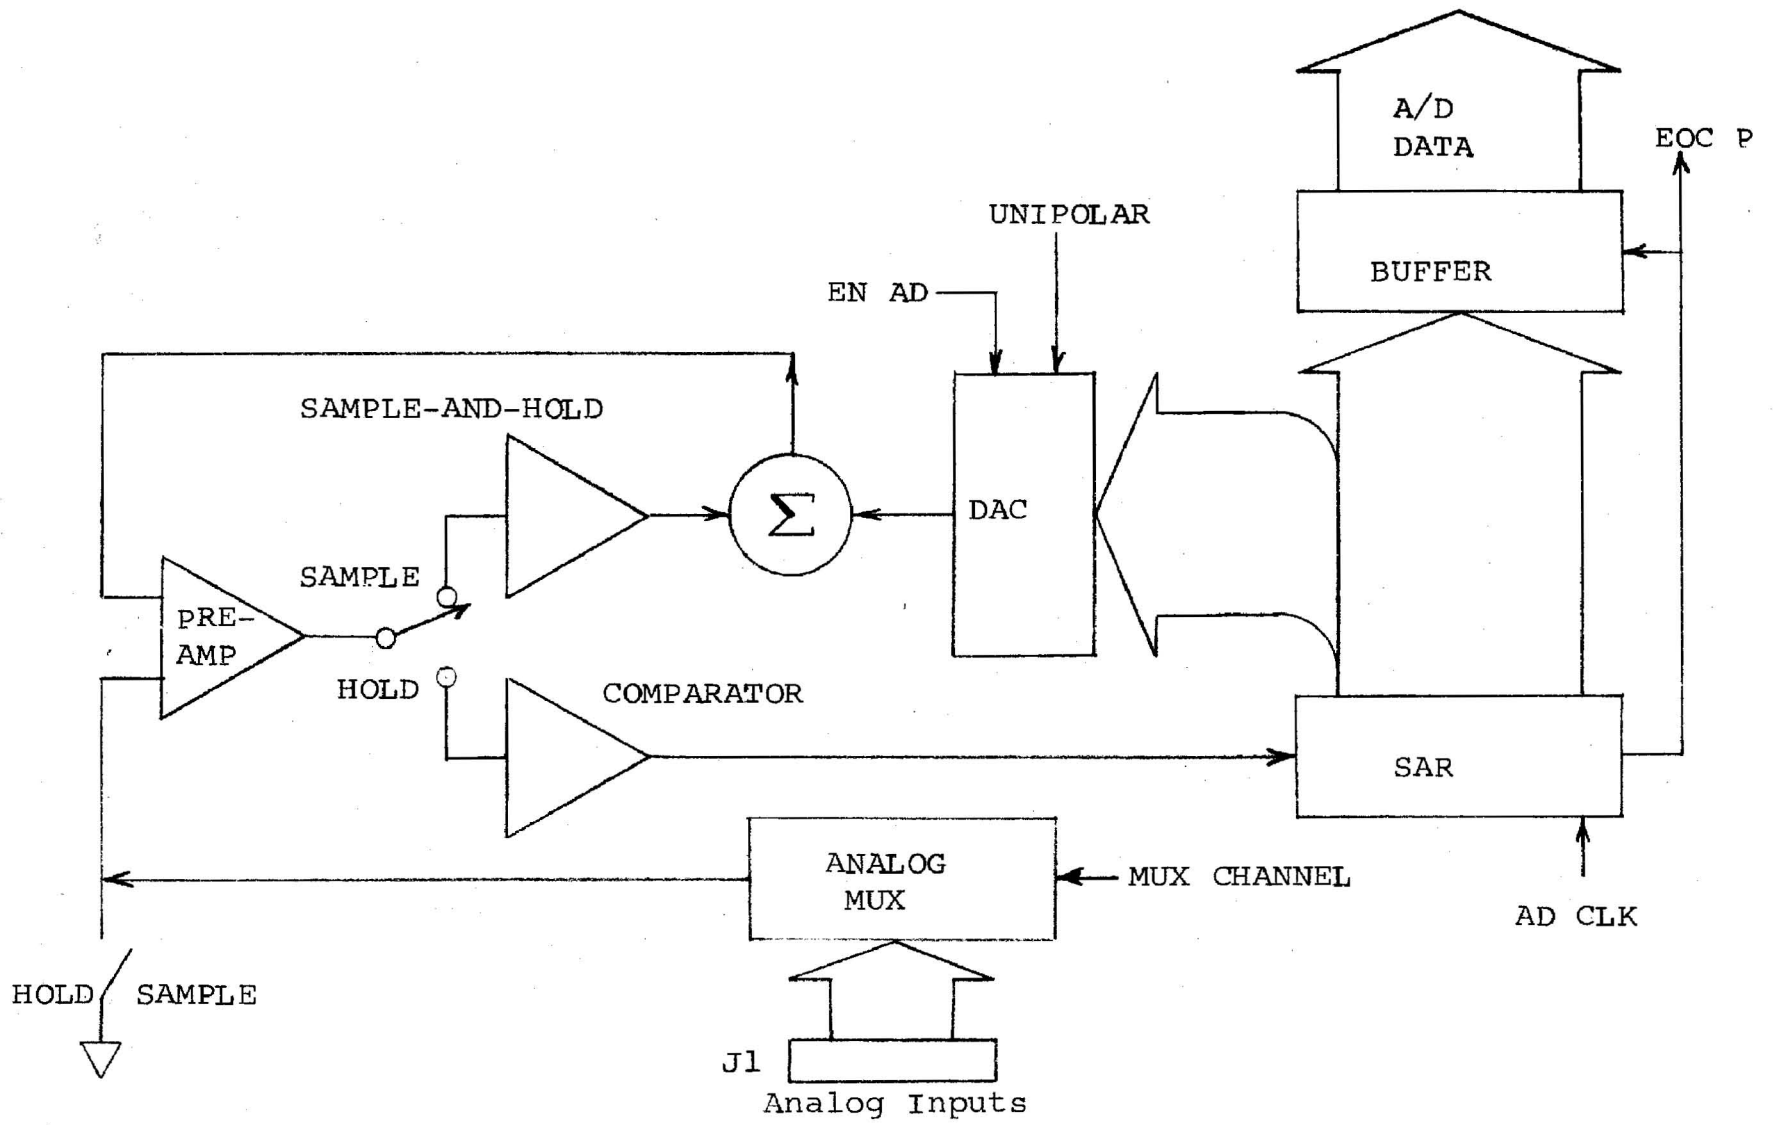 A/D
DATA
EOC P
UNIPOLAR
BUFFER
EN AD
SAMPLE-AND-HOLD
Σ
DAC
SAMPLE
PRE-
AMP
HOLD
COMPARATOR
SAR
ANALOG
MUX
MUX CHANNEL
AD CLK
HOLD
SAMPLE
J1
Analog Inputs